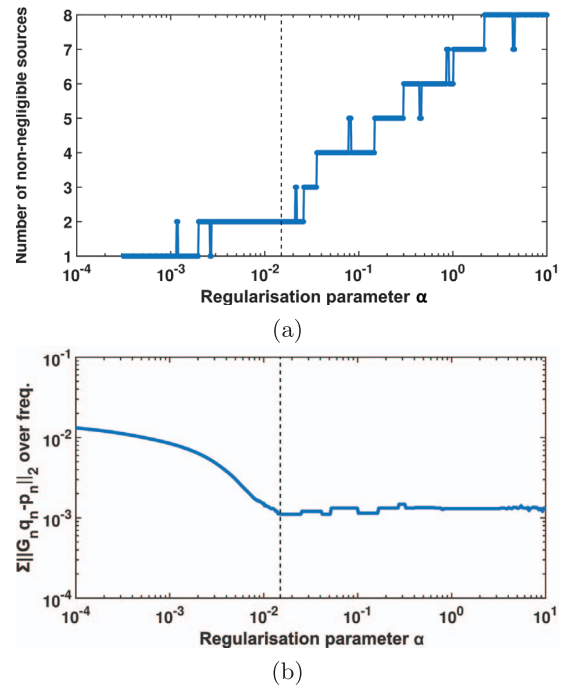 Number of non-negligible sources
8
7
6
5
4
3
2
1
10^-4 10^-3 10^-2 10^-1 10^0 10^1
Regularisation parameter α
(a)
Σ||G_n q_n-p_n||_2 over freq.
10^-1
10^-2
10^-3
10^-4
10^-4 10^-3 10^-2 10^-1 10^0 10^1
Regularisation parameter α
(b)